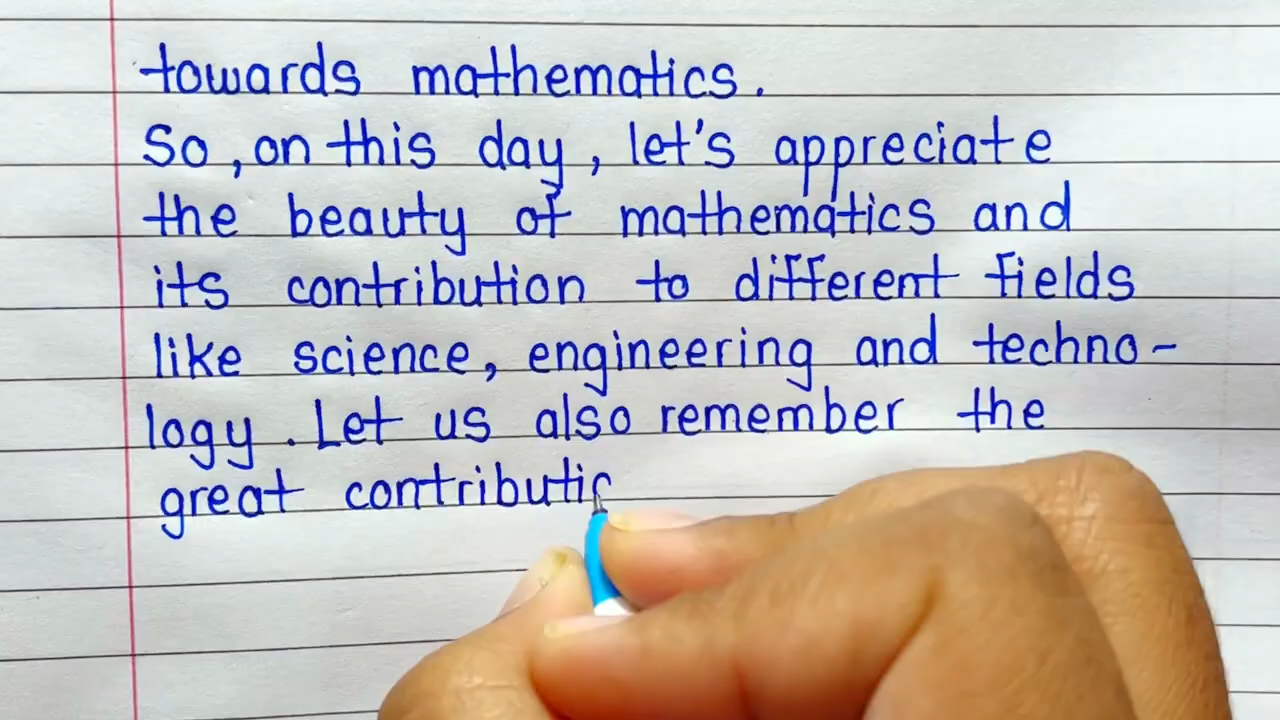 towards mathematics.
So, on this day, let's appreciate
the beauty of mathematics and
its contribution to different fields
like science, engineering and techno-
logy. Let us also remember the
great contributio